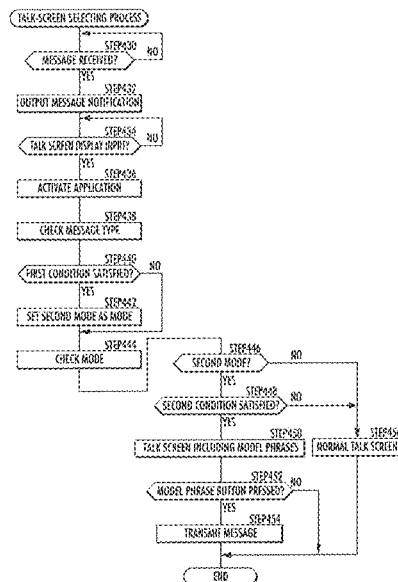 TALK-SCREEN SELECTING PROCESS
STEP430
MESSAGE RECEIVED?
NO
YES
STEP432
OUTPUT MESSAGE NOTIFICATION
STEP434
TALK SCREEN DISPLAY INPUT?
NO
YES
STEP436
ACTIVATE APPLICATION
STEP438
CHECK MESSAGE TYPE
STEP440
FIRST CONDITION SATISFIED?
NO
YES
STEP442
SET SECOND MODE AS MODE
STEP444
CHECK MODE
STEP446
SECOND MODE?
NO
YES
STEP448
SECOND CONDITION SATISFIED?
NO
YES
STEP450
TALK SCREEN INCLUDING MODEL PHRASES
NORMAL TALK SCREEN
STEP452
MODEL PHRASE BUTTON PRESSED?
NO
YES
STEP454
TRANSMIT MESSAGE
END